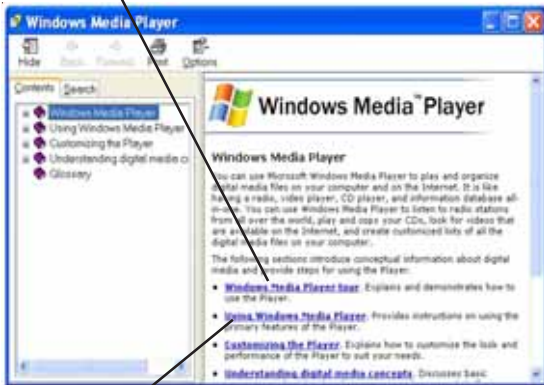 Windows Media Player
Hide Back Forward Print Options
Contents Search
Windows Media Player
Using Windows Media Player
Customizing the Player
Understanding digital media co
Glossary
Windows Media™Player
Windows Media Player
You can use Microsoft Windows Media Player to play and organize
digital media files on your computer and on the Internet. It is like
having a radio, video player, CD player, and information database all-
in-one. You can use Windows Media Player to listen to radio stations
from all over the world, play and copy your CDs, look for videos that
are available on the Internet, and create customized lists of all the
digital media files on your computer.
The following sections introduce conceptual information about digital
media and provide steps for using the Player:
• Windows Media Player tour. Explains and demonstrates how to
use the Player.
• Using Windows Media Player. Provides instructions on using the
primary features of the Player.
• Customizing the Player. Explains how to customize the look and
performance of the Player to suit your needs.
• Understanding digital media concepts. Discusses basic